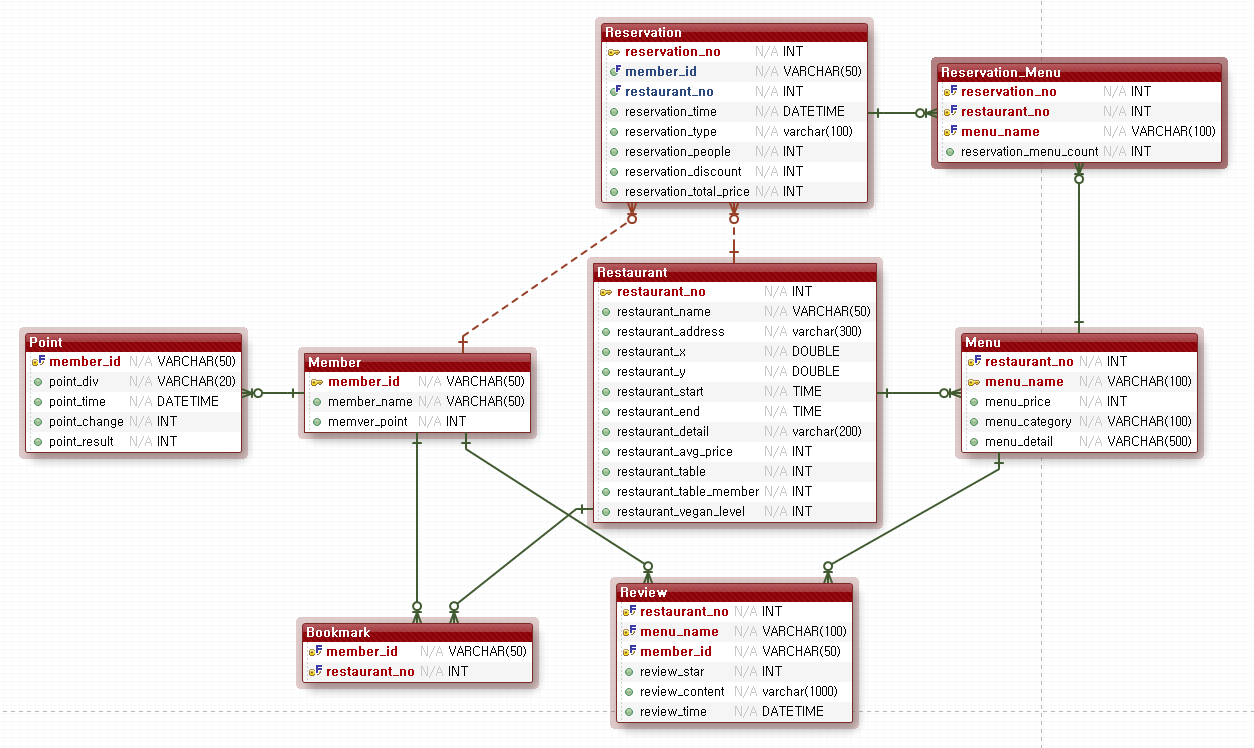 Reservation
reservation_no N/A INT
member_id N/A VARCHAR(50)
restaurant_no N/A INT
reservation_time N/A DATETIME
reservation_type N/A varchar(100)
reservation_people N/A INT
reservation_discount N/A INT
reservation_total_price N/A INT
Reservation_Menu
reservation_no N/A INT
restaurant_no N/A INT
menu_name N/A VARCHAR(100)
reservation_menu_count N/A INT
Restaurant
restaurant_no N/A INT
restaurant_name N/A VARCHAR(50)
restaurant_address N/A varchar(300)
restaurant_x N/A DOUBLE
restaurant_y N/A DOUBLE
restaurant_start N/A TIME
restaurant_end N/A TIME
restaurant_detail N/A varchar(200)
restaurant_avg_price N/A INT
restaurant_table N/A INT
restaurant_table_member N/A INT
restaurant_vegan_level N/A INT
Point
member_id N/A VARCHAR(50)
point_div N/A VARCHAR(20)
point_time N/A DATETIME
point_change N/A INT
point_result N/A INT
Member
member_id N/A VARCHAR(50)
member_name N/A VARCHAR(50)
memver_point N/A INT
Menu
restaurant_no N/A INT
menu_name N/A VARCHAR(100)
menu_price N/A INT
menu_category N/A VARCHAR(100)
menu_detail N/A VARCHAR(500)
Bookmark
member_id N/A VARCHAR(50)
restaurant_no N/A INT
Review
restaurant_no N/A INT
menu_name N/A VARCHAR(100)
member_id N/A VARCHAR(50)
review_star N/A INT
review_content N/A varchar(1000)
review_time N/A DATETIME